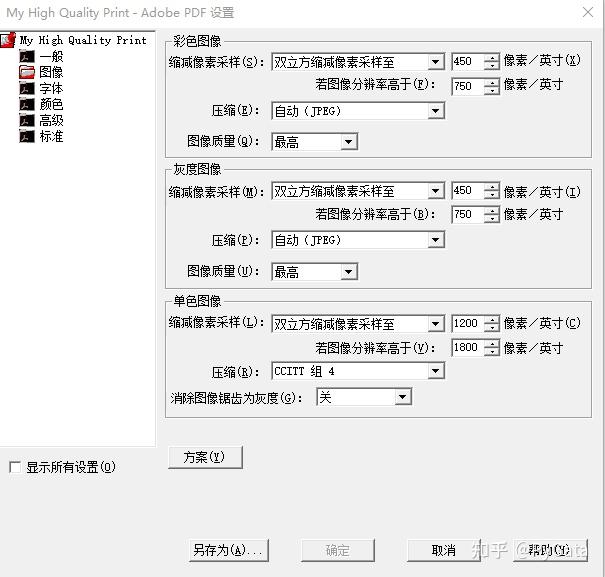 My High Quality Print - Adobe PDF 设置
My High Quality Print
一般
图像
字体
颜色
高级
标准
彩色图像
缩减像素采样(S): 双立方缩减像素采样至 450 像素/英寸(X)
若图像分辨率高于(F): 750 像素/英寸
压缩(E): 自动 (JPEG)
图像质量(Q): 最高
灰度图像
缩减像素采样(M): 双立方缩减像素采样至 450 像素/英寸(I)
若图像分辨率高于(B): 750 像素/英寸
压缩(P): 自动 (JPEG)
图像质量(U): 最高
单色图像
缩减像素采样(L): 双立方缩减像素采样至 1200 像素/英寸(C)
若图像分辨率高于(V): 1800 像素/英寸
压缩(R): CCITT 组 4
消除图像锯齿为灰度(G): 关
显示所有设置(O)
方案(Y)
另存为(A)... 确定 取消 帮助(N)
知乎